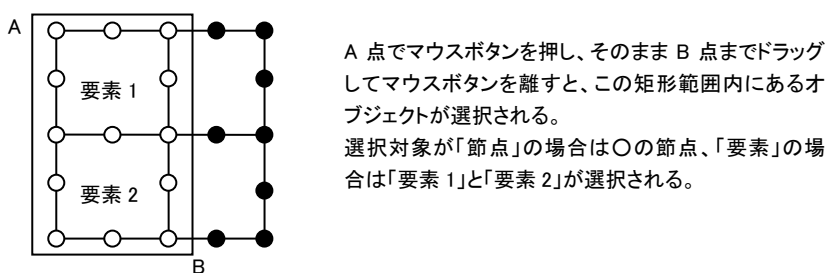 A
要素 1
要素 2
B
A 点でマウスボタンを押し、そのまま B 点までドラッグ
してマウスボタンを離すと、この矩形範囲内にあるオ
ブジェクトが選択される。
選択対象が「節点」の場合は○の節点、「要素」の場
合は「要素 1」と「要素 2」が選択される。